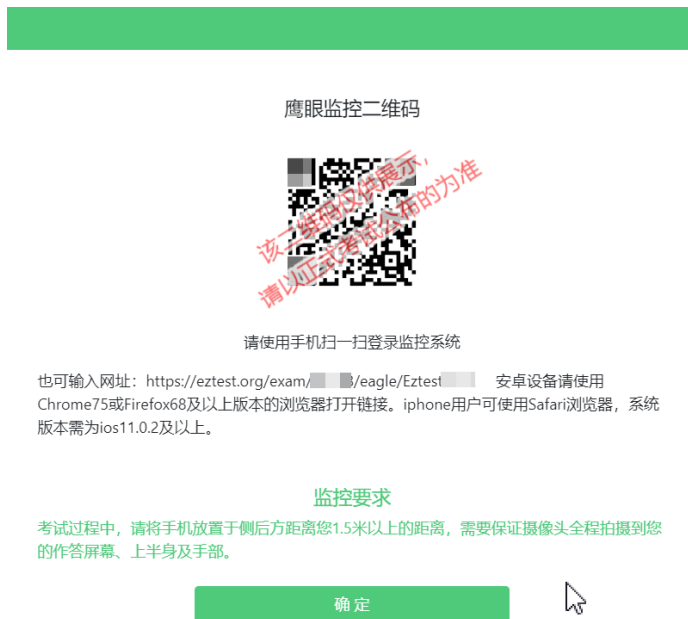 鹰眼监控二维码
该二维码仅供展示,
请以正式考试公布的为准
请使用手机扫一扫登录监控系统
也可输入网址：https://eztest.org/exam/ /eagle/Eztest 安卓设备请使用
Chrome75或Firefox68及以上版本的浏览器打开链接。iphone用户可使用Safari浏览器，系统
版本需为ios11.0.2及以上。
监控要求
考试过程中，请将手机放置于侧后方距离您1.5米以上的距离，需要保证摄像头全程拍摄到您
的作答屏幕、上半身及手部。
确定